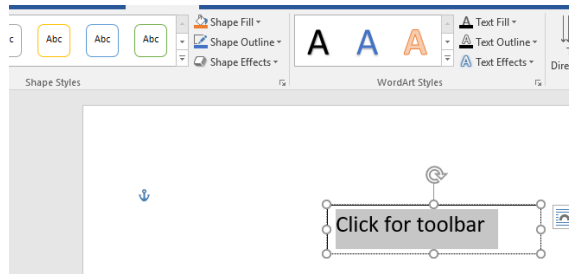 c Abc Abc Abc
Shape Fill
Shape Outline
Shape Effects
Shape Styles
A A A
Text Fill
Text Outline
Text Effects
WordArt Styles
Dire
Click for toolbar